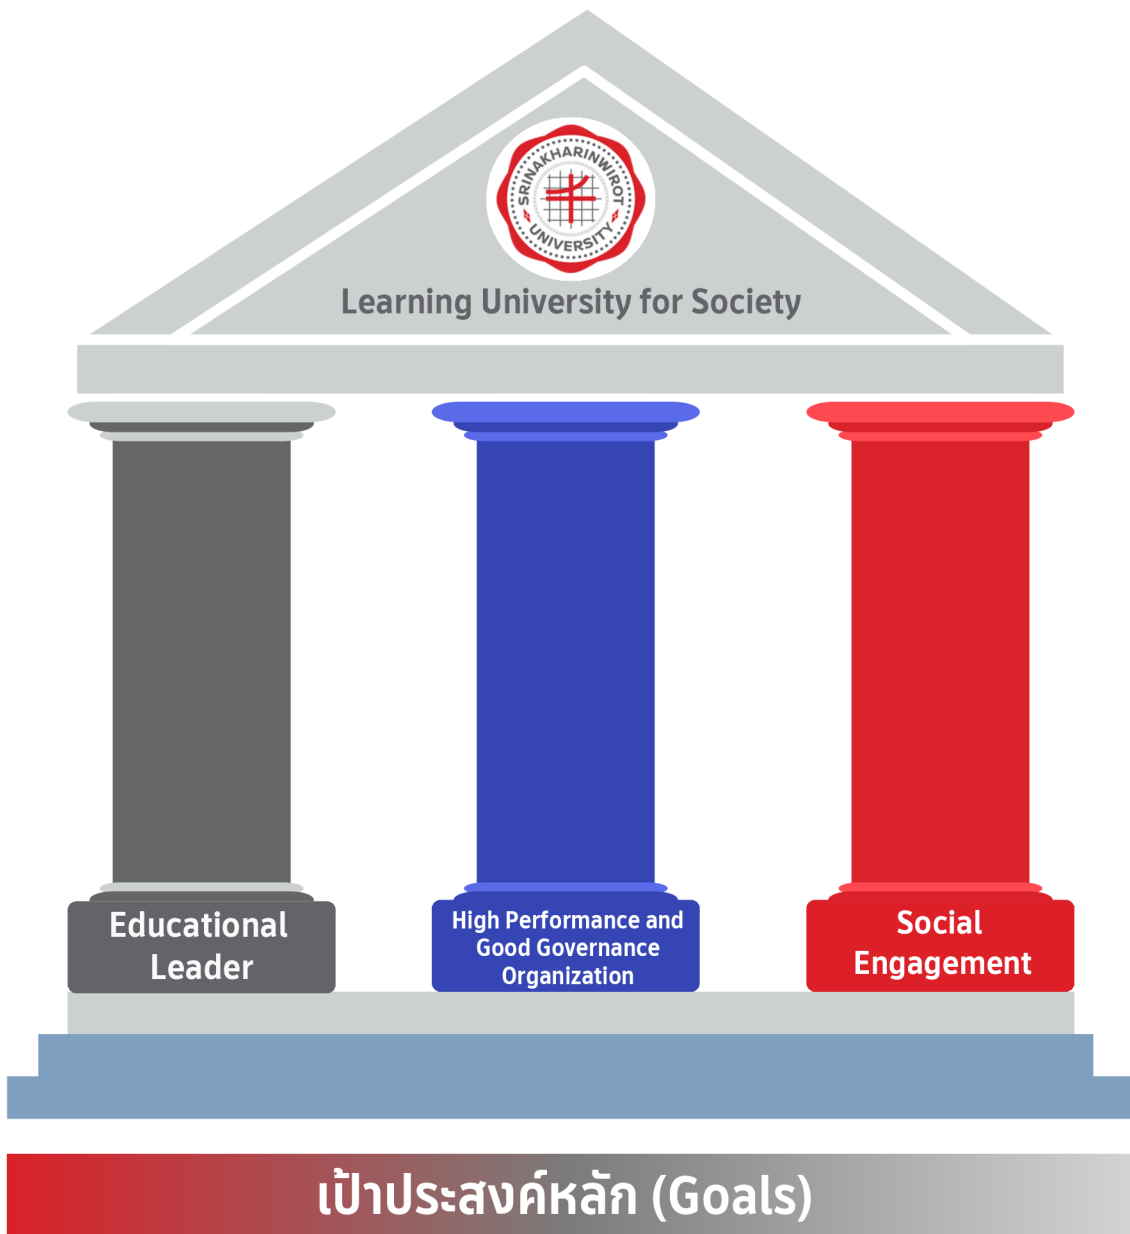 SRINAKHARINWIROT
UNIVERSITY
Learning University for Society
Educational
Leader
High Performance and
Good Governance
Organization
Social
Engagement
เป้าประสงค์หลัก (Goals)